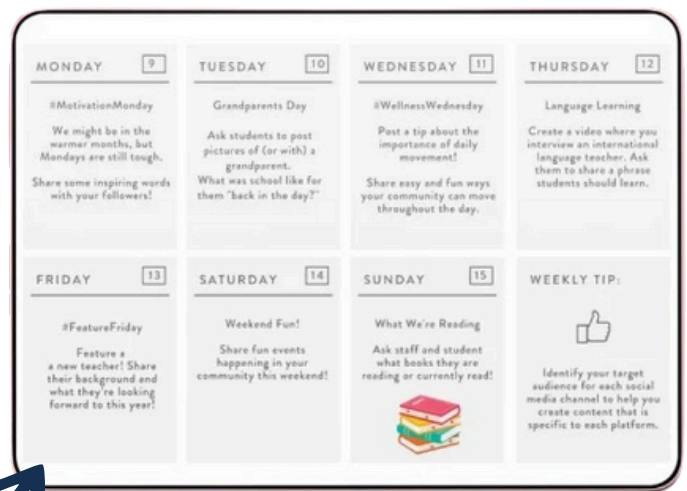 MONDAY 9
#MotivationMonday
We might be in the
warmer months, but
Mondays are still tough.
Share some inspiring words
with your followers!
TUESDAY 10
Grandparents Day
Ask students to post
pictures of (or with) a
grandparent.
What was school like for
them "back in the day?"
WEDNESDAY 11
#WellnessWednesday
Post a tip about the
importance of daily
movement!
Share easy and fun ways
your community can move
throughout the day.
THURSDAY 12
Language Learning
Create a video where you
interview an international
language teacher. Ask
them to share a phrase
students should learn.
FRIDAY 13
#FeatureFriday
Feature a
a new teacher! Share
their background and
what they're looking
forward to this year!
SATURDAY 14
Weekend Fun!
Share fun events
happening in your
community this weekend!
SUNDAY 15
What We're Reading
Ask staff and student
what books they are
reading or currently read!
WEEKLY TIP:
Identify your target
audience for each social
media channel to help you
create content that is
specific to each platform.